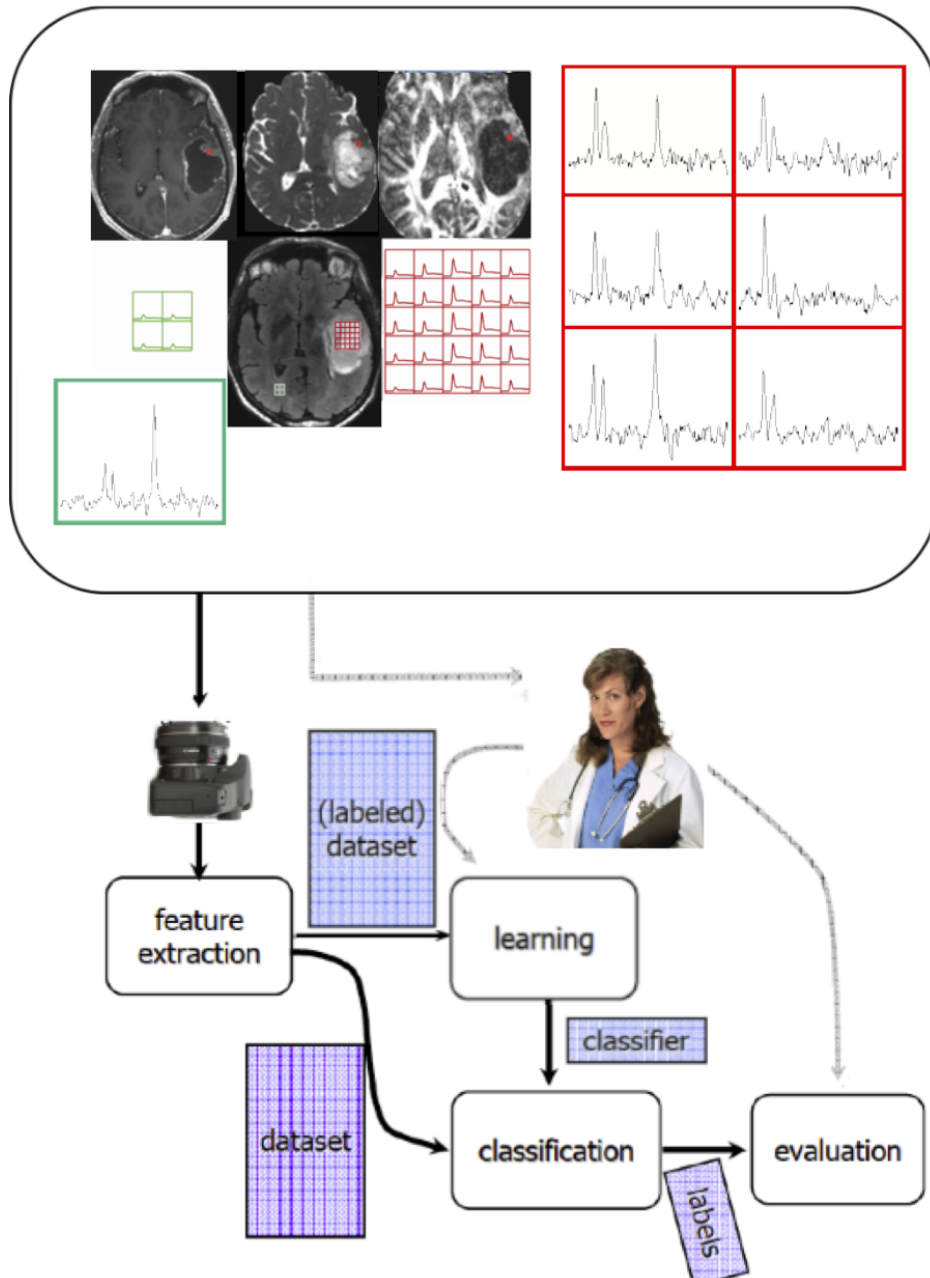 (labeled)
dataset
feature
extraction
learning
classifier
dataset
classification
evaluation
labels